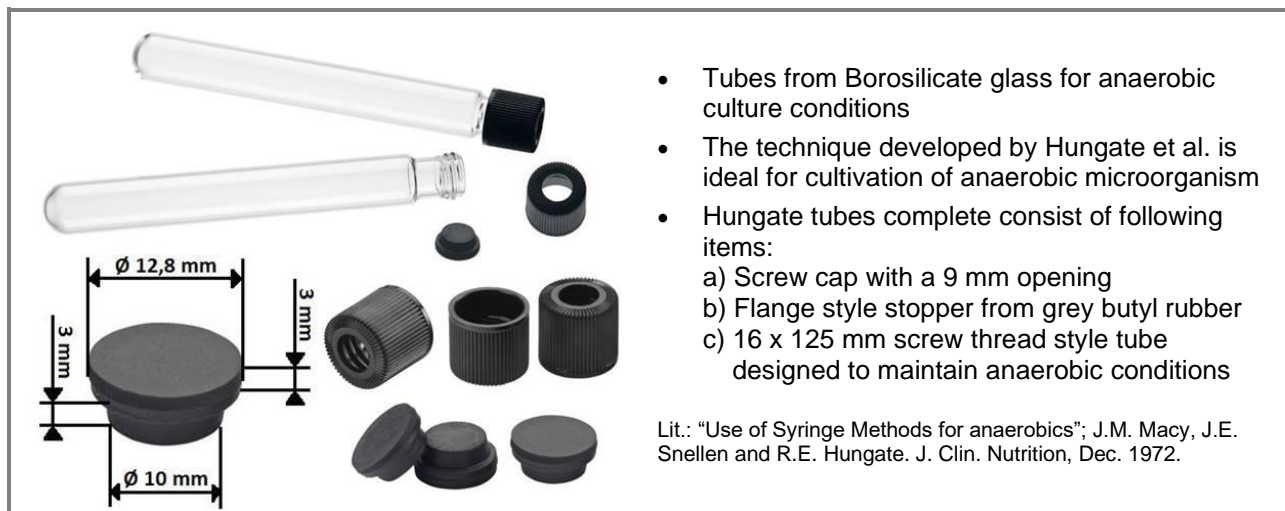 • Tubes from Borosilicate glass for anaerobic
culture conditions
• The technique developed by Hungate et al. is
ideal for cultivation of anaerobic microorganism
• Hungate tubes complete consist of following
items:
a) Screw cap with a 9 mm opening
b) Flange style stopper from grey butyl rubber
c) 16 x 125 mm screw thread style tube
designed to maintain anaerobic conditions
Lit.: “Use of Syringe Methods for anaerobics”; J.M. Macy, J.E.
Snellen and R.E. Hungate. J. Clin. Nutrition, Dec. 1972.
Ø 12,8 mm
3 mm
3 mm
Ø 10 mm